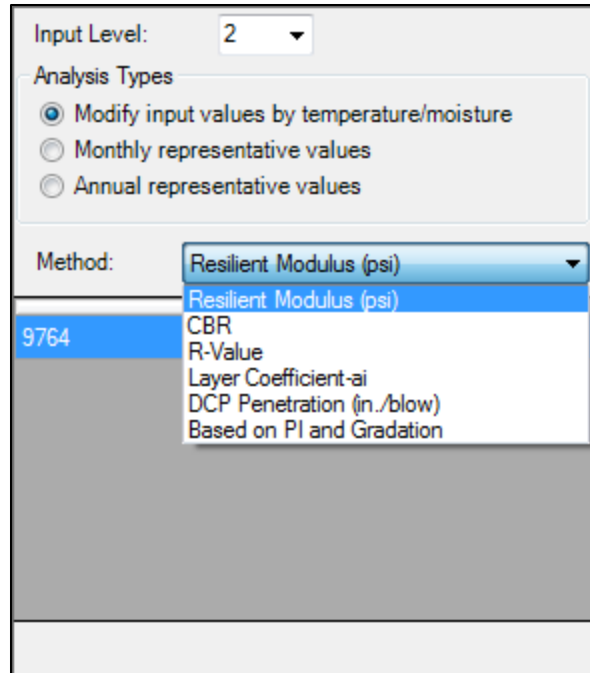 Input Level: 2
Analysis Types
Modify input values by temperature/moisture
Monthly representative values
Annual representative values
Method: Resilient Modulus (psi)
Resilient Modulus (psi)
9764
CBR
R-Value
Layer Coefficient-ai
DCP Penetration (in./blow)
Based on PI and Gradation